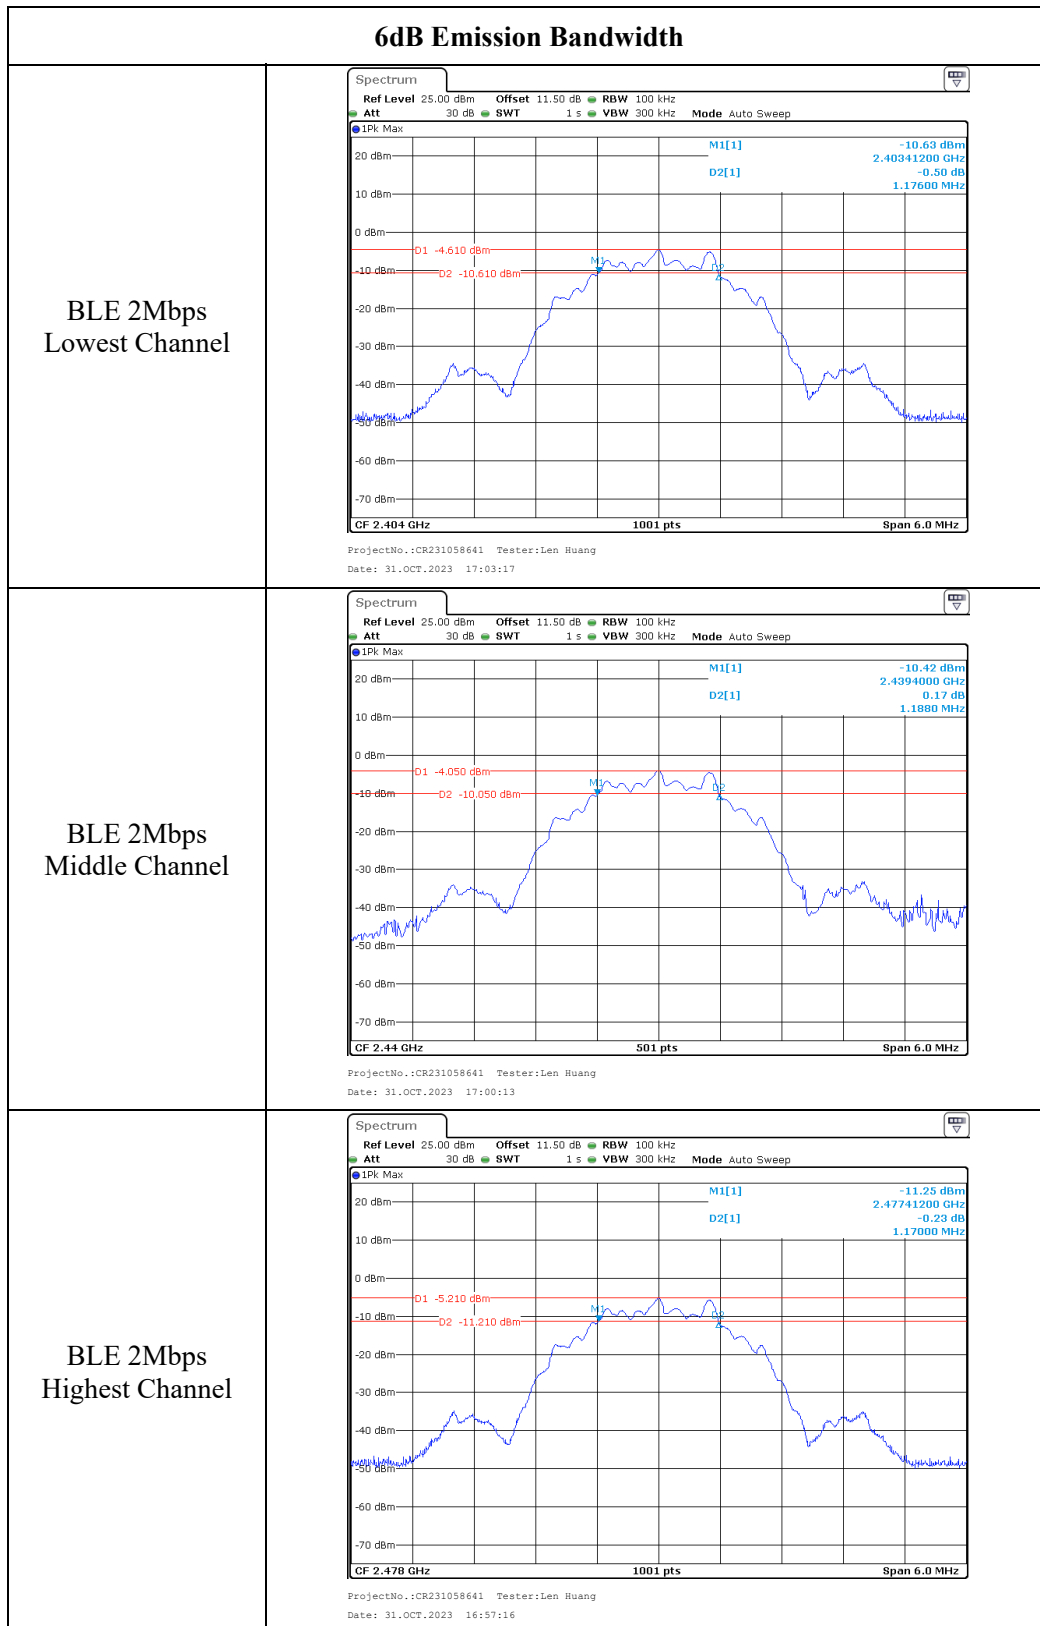 6dB Emission Bandwidth
BLE 2Mbps
Lowest Channel
Spectrum
Ref Level 25.00 dBm Offset 11.50 dB RBW 100 kHz
Att 30 dB SWT 1 s VBW 300 kHz Mode Auto Sweep
1Pk Max
M1[1] -10.63 dBm
2.40341200 GHz
D2[1] -0.50 dB
1.17600 MHz
20 dBm
10 dBm
0 dBm
D1 -4.610 dBm
M1 D2
-10 dBm
D2 -10.610 dBm
-20 dBm
-30 dBm
-40 dBm
-50 dBm
-60 dBm
-70 dBm
CF 2.404 GHz 1001 pts Span 6.0 MHz
ProjectNo.:CR231058641 Tester:Len Huang
Date: 31.OCT.2023 17:03:17
BLE 2Mbps
Middle Channel
Spectrum
Ref Level 25.00 dBm Offset 11.50 dB RBW 100 kHz
Att 30 dB SWT 1 s VBW 300 kHz Mode Auto Sweep
1Pk Max
M1[1] -10.42 dBm
2.4394000 GHz
D2[1] 0.17 dB
1.1880 MHz
20 dBm
10 dBm
0 dBm
D1 -4.050 dBm
M1 D2
-10 dBm
D2 -10.050 dBm
-20 dBm
-30 dBm
-40 dBm
-50 dBm
-60 dBm
-70 dBm
CF 2.44 GHz 501 pts Span 6.0 MHz
ProjectNo.:CR231058641 Tester:Len Huang
Date: 31.OCT.2023 17:00:13
BLE 2Mbps
Highest Channel
Spectrum
Ref Level 25.00 dBm Offset 11.50 dB RBW 100 kHz
Att 30 dB SWT 1 s VBW 300 kHz Mode Auto Sweep
1Pk Max
M1[1] -11.25 dBm
2.47741200 GHz
D2[1] -0.23 dB
1.17000 MHz
20 dBm
10 dBm
0 dBm
D1 -5.210 dBm
M1 D2
-10 dBm
D2 -11.210 dBm
-20 dBm
-30 dBm
-40 dBm
-50 dBm
-60 dBm
-70 dBm
CF 2.478 GHz 1001 pts Span 6.0 MHz
ProjectNo.:CR231058641 Tester:Len Huang
Date: 31.OCT.2023 16:57:16